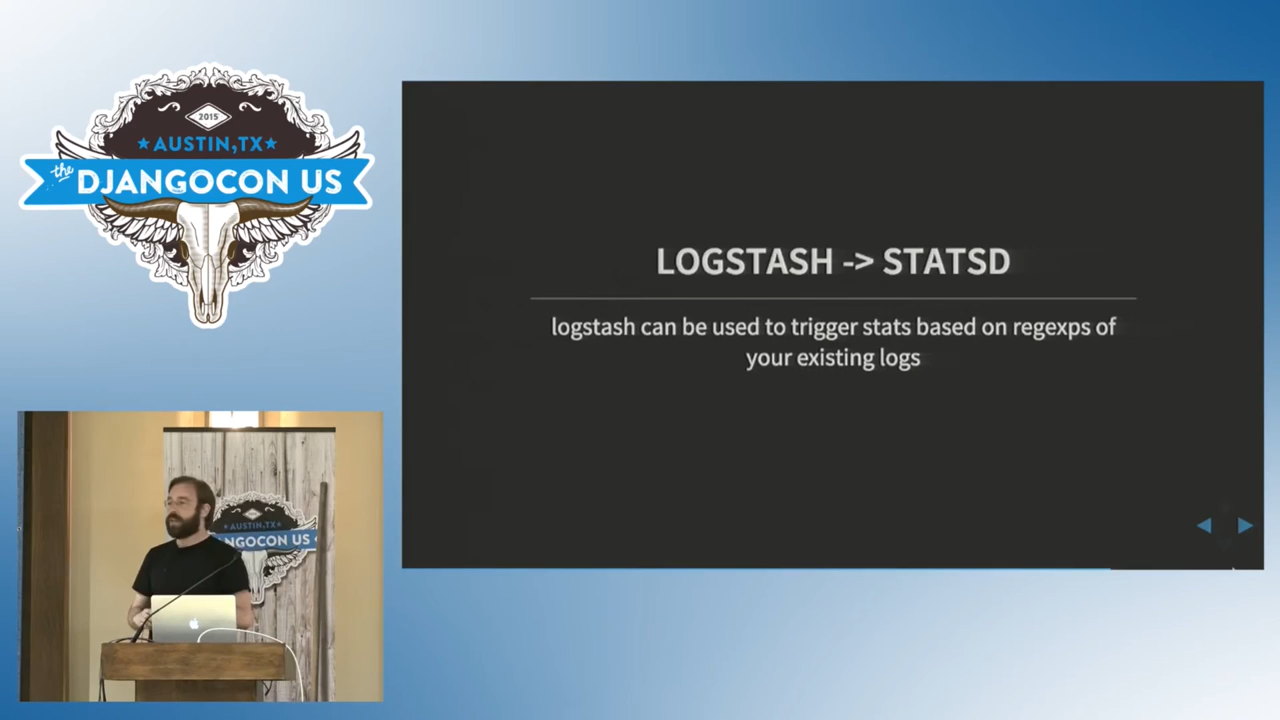 2015
★ AUSTIN,TX ★
the DJANGOCON US
LOGSTASH -> STATSD
logstash can be used to trigger stats based on regexps of
your existing logs
AUSTIN,TX
NGOCON US